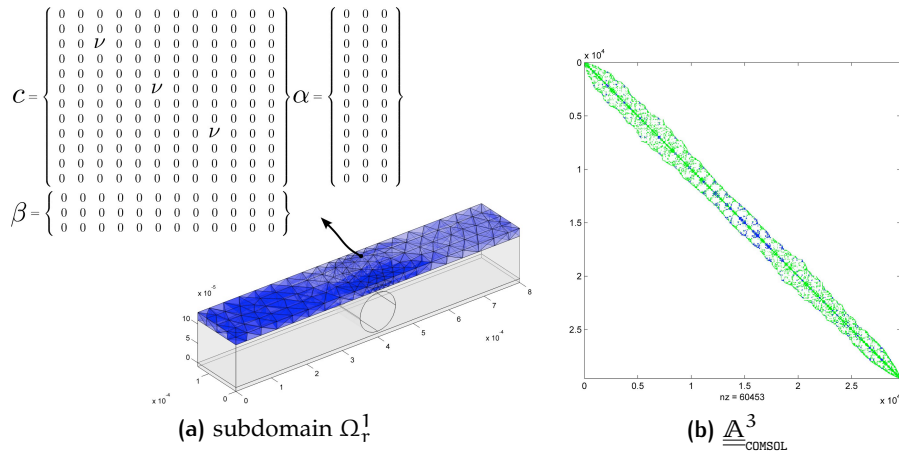 0 0 0 0 0 0 0 0 0 0 0 0 0 0 0
0 0 0 0 0 0 0 0 0 0 0 0 0 0 0
0 0 ν 0 0 0 0 0 0 0 0 0 0 0 0
0 0 0 0 0 0 0 0 0 0 0 0 0 0 0
0 0 0 0 0 0 0 0 0 0 0 0 0 0 0
c = 0 0 0 0 0 ν 0 0 0 0 0 0 α = 0 0 0
0 0 0 0 0 0 0 0 0 0 0 0 0 0 0
0 0 0 0 0 0 0 0 0 0 0 0 0 0 0
0 0 0 0 0 0 0 0 ν 0 0 0 0 0 0
0 0 0 0 0 0 0 0 0 0 0 0 0 0 0
0 0 0 0 0 0 0 0 0 0 0 0 0 0 0
0 0 0 0 0 0 0 0 0 0 0 0 0 0 0
0 0 0 0 0 0 0 0 0 0 0 0
β = 0 0 0 0 0 0 0 0 0 0 0 0
0 0 0 0 0 0 0 0 0 0 0 0
x 10⁻⁵
10
5
0
1
0
x 10⁻⁴
0 1 2 3 4 5 6 7 8
x 10⁻⁴
(a) subdomain Ω_r^1
x 10⁴
0
0.5
1
1.5
2
2.5
0 0.5 1 1.5 2 2.5
nz = 60453
x 10⁴
(b) 𝔸³_COMSOL